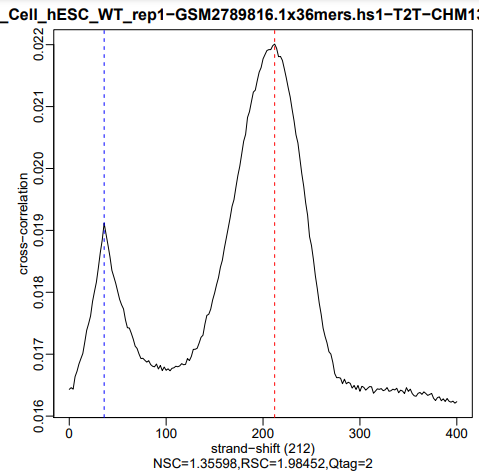 _Cell_hESC_WT_rep1−GSM2789816.1x36mers.hs1−T2T−CHM13
0.022
0.021
0.020
0.019
0.018
0.017
0.016
cross−correlation
0 100 200 300 400
strand−shift (212)
NSC=1.35598,RSC=1.98452,Qtag=2